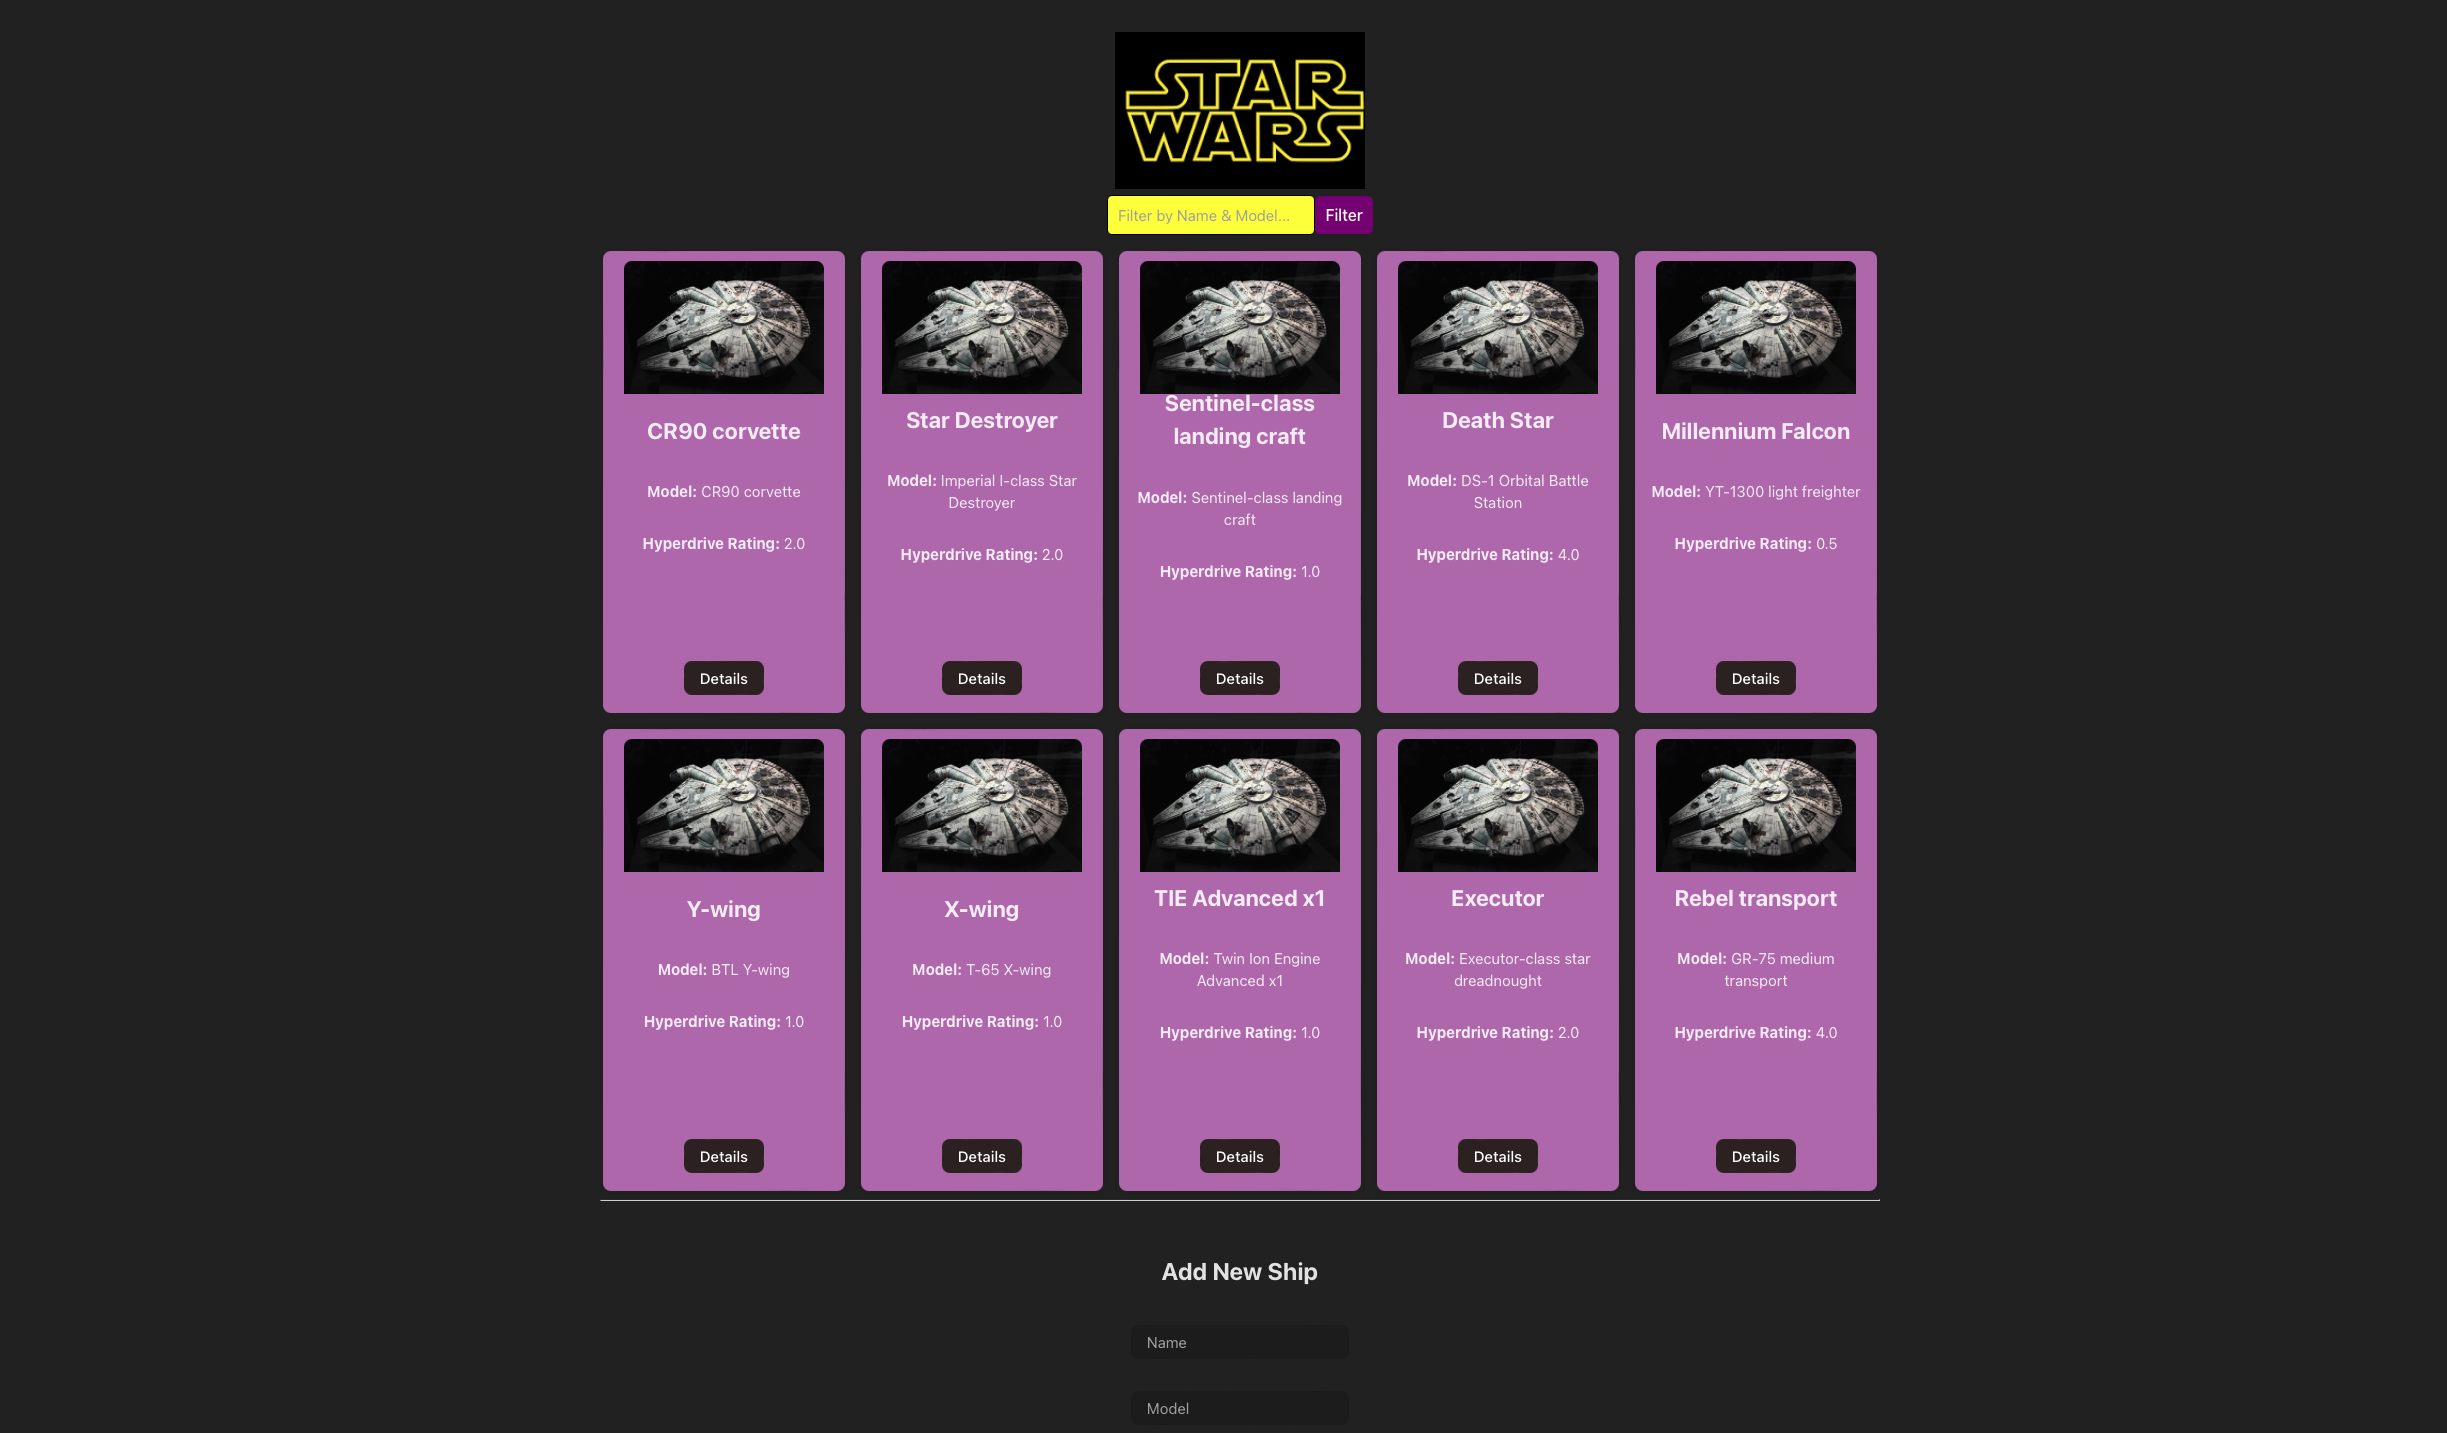 STAR
WARS
Filter by Name & Model...
Filter
CR90 corvette
Model: CR90 corvette
Hyperdrive Rating: 2.0
Details
Star Destroyer
Model: Imperial I-class Star
Destroyer
Hyperdrive Rating: 2.0
Details
Sentinel-class
landing craft
Model: Sentinel-class landing
craft
Hyperdrive Rating: 1.0
Details
Death Star
Model: DS-1 Orbital Battle
Station
Hyperdrive Rating: 4.0
Details
Millennium Falcon
Model: YT-1300 light freighter
Hyperdrive Rating: 0.5
Details
Y-wing
Model: BTL Y-wing
Hyperdrive Rating: 1.0
Details
X-wing
Model: T-65 X-wing
Hyperdrive Rating: 1.0
Details
TIE Advanced x1
Model: Twin Ion Engine
Advanced x1
Hyperdrive Rating: 1.0
Details
Executor
Model: Executor-class star
dreadnought
Hyperdrive Rating: 2.0
Details
Rebel transport
Model: GR-75 medium
transport
Hyperdrive Rating: 4.0
Details
Add New Ship
Name
Model